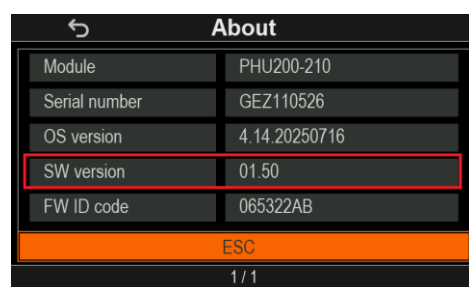 About
Module PHU200-210
Serial number GEZ110526
OS version 4.14.20250716
SW version 01.50
FW ID code 065322AB
ESC
1 / 1